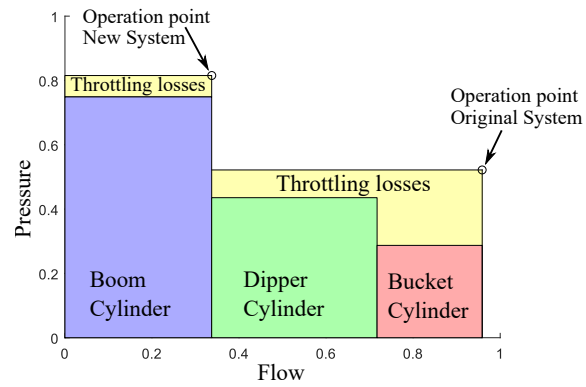 Operation point
New System
Throttling losses
Operation point
Original System
Throttling losses
Boom
Cylinder
Dipper
Cylinder
Bucket
Cylinder
Pressure
1
0.8
0.6
0.4
0.2
0
0
0.2
0.4
0.6
0.8
1
Flow